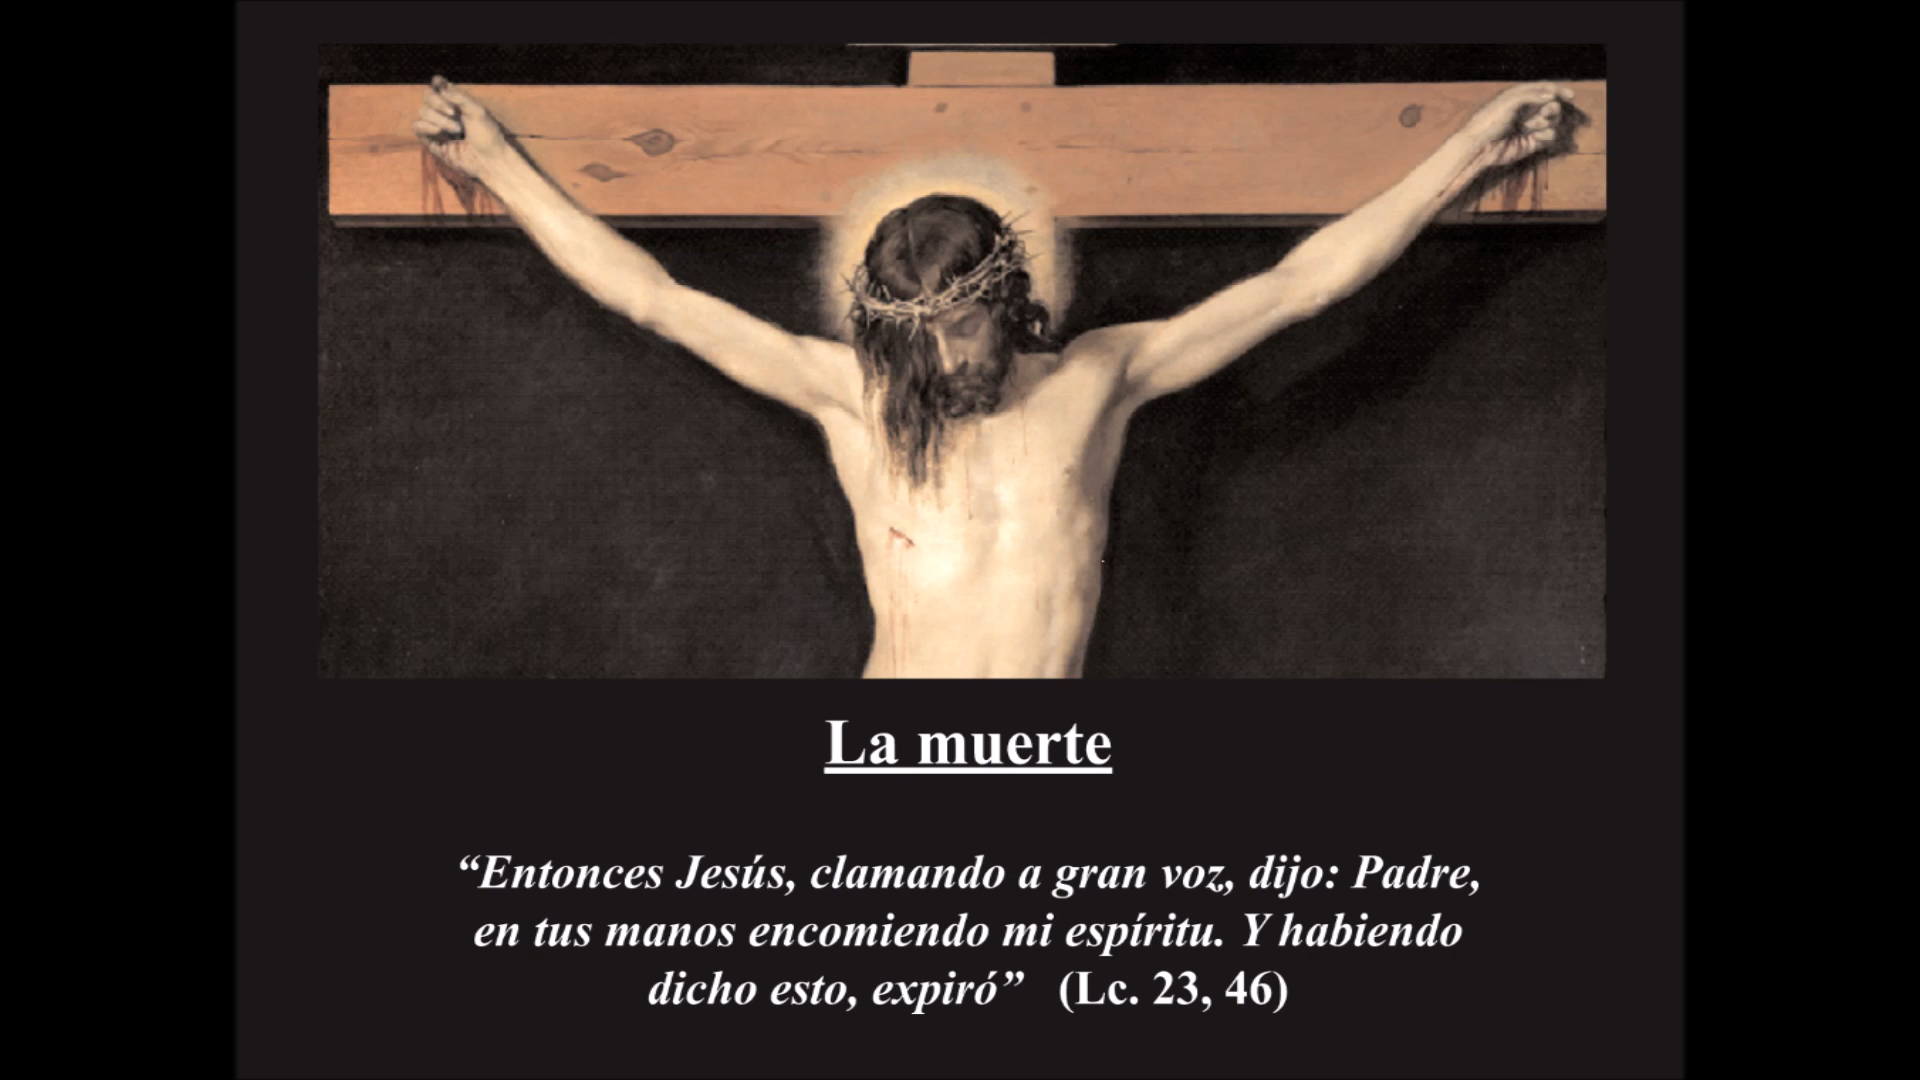 La muerte
“Entonces Jesús, clamando a gran voz, dijo: Padre,
en tus manos encomiendo mi espíritu. Y habiendo
dicho esto, expiró” (Lc. 23, 46)